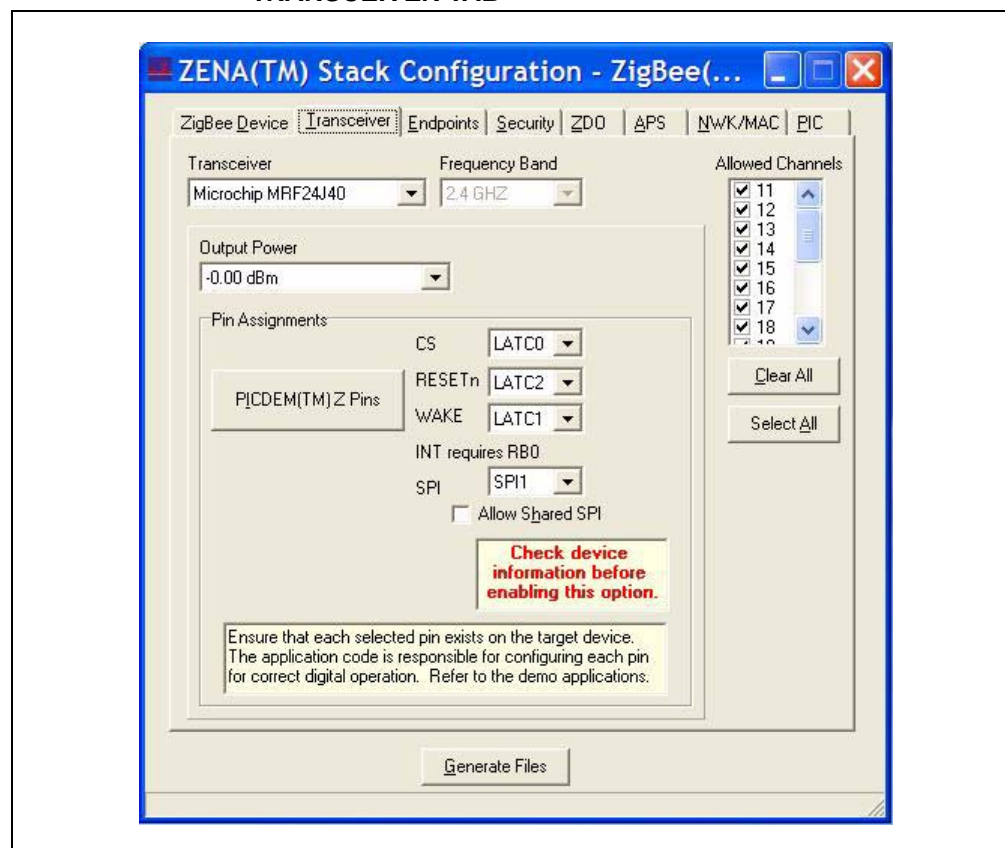 TRANSCEIVER TAB
ZENA(TM) Stack Configuration - ZigBee(...
ZigBee Device Transceiver Endpoints Security ZDO APS NWK/MAC PIC
Transceiver Frequency Band Allowed Channels
Microchip MRF24J40 2.4 GHZ
11
12
13
14
15
16
17
18
Output Power
-0.00 dBm
Pin Assignments
CS LATC0
RESETn LATC2
PICDEM(TM) Z Pins
WAKE LATC1
INT requires RB0
SPI SPI1
Allow Shared SPI
Clear All
Select All
Check device
information before
enabling this option.
Ensure that each selected pin exists on the target device.
The application code is responsible for configuring each pin
for correct digital operation. Refer to the demo applications.
Generate Files